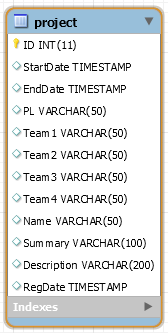 project
ID INT(11)
StartDate TIMESTAMP
EndDate TIMESTAMP
PL VARCHAR(50)
Team1 VARCHAR(50)
Team2 VARCHAR(50)
Team3 VARCHAR(50)
Team4 VARCHAR(50)
Name VARCHAR(50)
Summary VARCHAR(100)
Description VARCHAR(200)
RegDate TIMESTAMP
Indexes